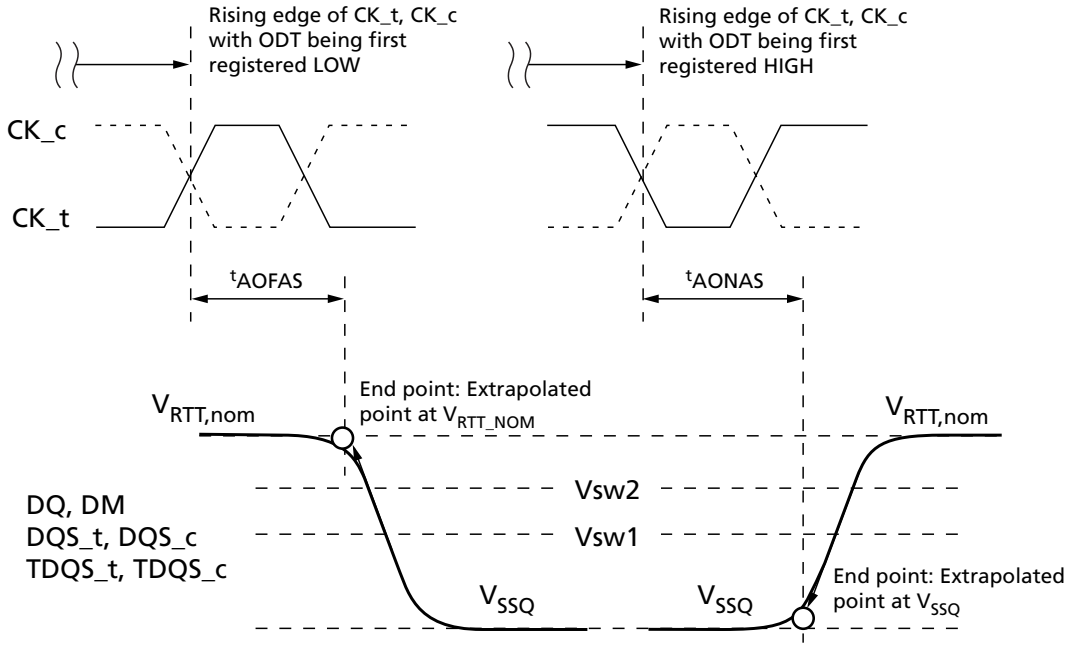 Rising edge of CK_t, CK_c
with ODT being first
registered LOW
Rising edge of CK_t, CK_c
with ODT being first
registered HIGH
CK_c
CK_t
tAOFAS
tAONAS
End point: Extrapolated
point at VRTT_NOM
VRTT,nom
VRTT,nom
Vsw2
DQ, DM
DQS_t, DQS_c
TDQS_t, TDQS_c
Vsw1
VSSQ
VSSQ
End point: Extrapolated
point at VSSQ